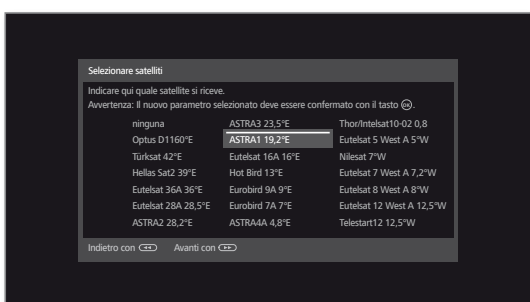 Selezionare satelliti
Indicare qui quale satellite si riceve.
Avvertenza: Il nuovo parametro selezionato deve essere confermato con il tasto OK.
ninguna ASTRA3 23,5°E Thor/Intelsat10-02 0,8
Optus D1160°E ASTRA1 19,2°E Eutelsat 5 West A 5°W
Türksat 42°E Eutelsat 16A 16°E Nilesat 7°W
Hellas Sat2 39°E Hot Bird 13°E Eutelsat 7 West A 7,2°W
Eutelsat 36A 36°E Eurobird 9A 9°E Eutelsat 8 West A 8°W
Eutelsat 28A 28,5°E Eurobird 7A 7°E Eutelsat 12 West A 12,5°W
ASTRA2 28,2°E ASTRA4A 4,8°E Telestart12 12,5°W
Indietro con Avanti con